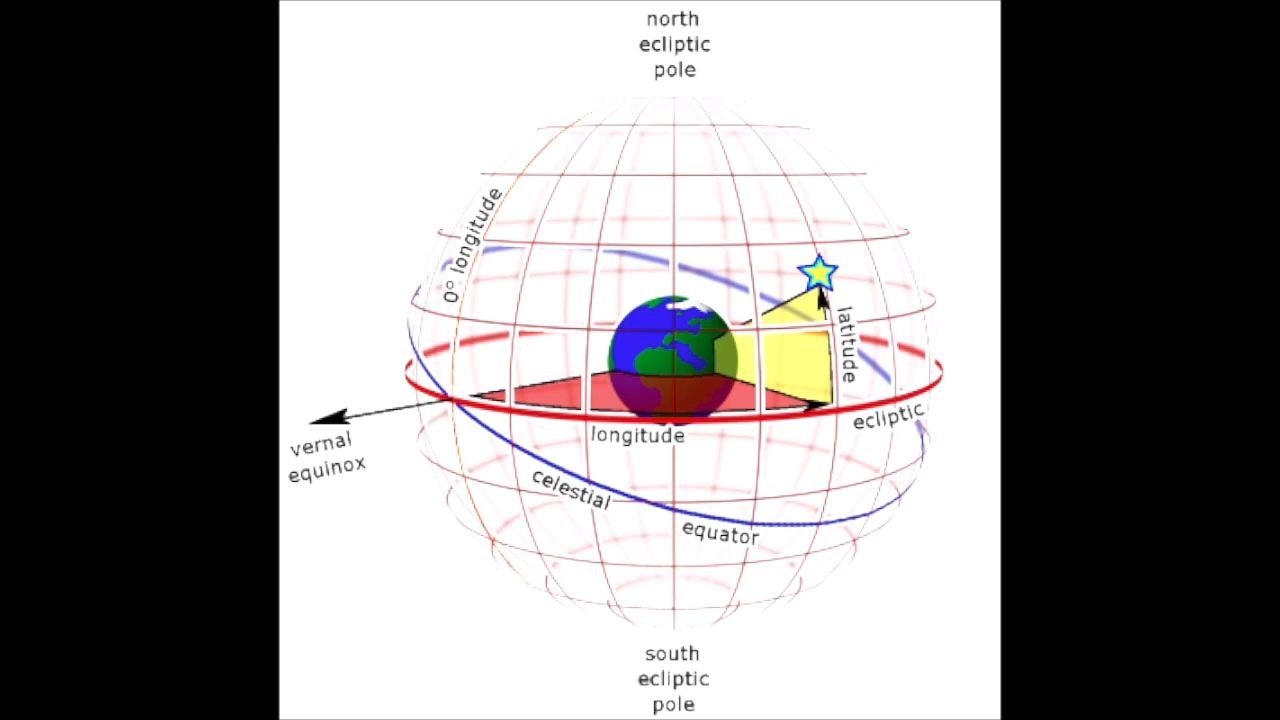 north
ecliptic
pole
0° longitude
latitude
ecliptic
longitude
vernal
equinox
celestial
equator
south
ecliptic
pole